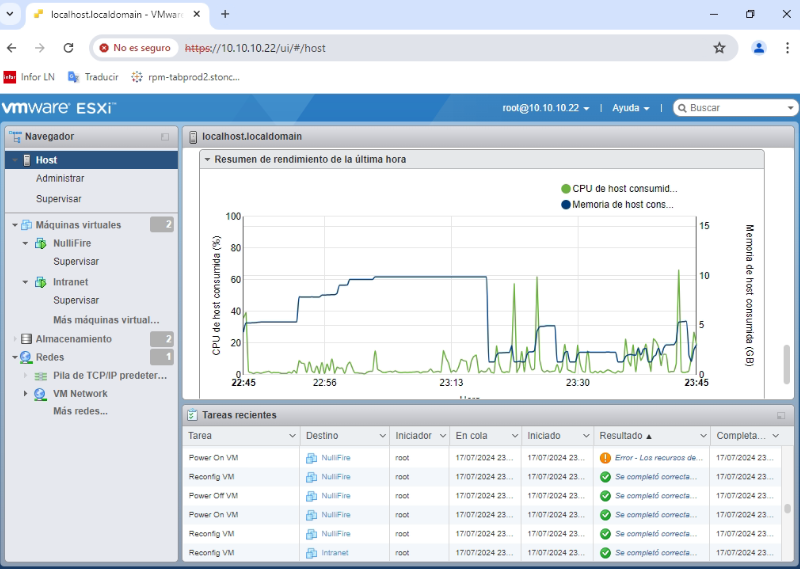 localhost.localdomain - VMwar
No es seguro https://10.10.10.22/ui/#/host
Infor LN Traducir rpm-tabprod2.stonc...
vmware ESXi™ root@10.10.10.22 | Ayuda | Buscar
Navegador
localhost.localdomain
Host
Administrar
Supervisar
Máquinas virtuales 2
NulliFire
Supervisar
Intranet
Supervisar
Más máquinas virtual...
Almacenamiento 2
Redes 1
Pila de TCP/IP predeter...
VM Network
Más redes...
Resumen de rendimiento de la última hora
CPU de host consumid...
Memoria de host cons...
CPU de host consumida (%)
100
80
60
40
20
0
Memoria de host consumida (GB)
15
10
5
0
22:45 22:56 23:13 23:30 23:45
Hora
Tareas recientes
Tarea Destino Iniciador En cola Iniciado Resultado ▲ Completa...
Power On VM NulliFire root 17/07/2024 23... 17/07/2024 23... Error - Los recursos de... 17/07/2024 23...
Reconfig VM NulliFire root 17/07/2024 23... 17/07/2024 23... Se completó correcta... 17/07/2024 23...
Power Off VM NulliFire root 17/07/2024 23... 17/07/2024 23... Se completó correcta... 17/07/2024 23...
Power On VM NulliFire root 17/07/2024 23... 17/07/2024 23... Se completó correcta... 17/07/2024 23...
Reconfig VM NulliFire root 17/07/2024 23... 17/07/2024 23... Se completó correcta... 17/07/2024 23...
Reconfig VM Intranet root 17/07/2024 23... 17/07/2024 23... Se completó correcta... 17/07/2024 23...